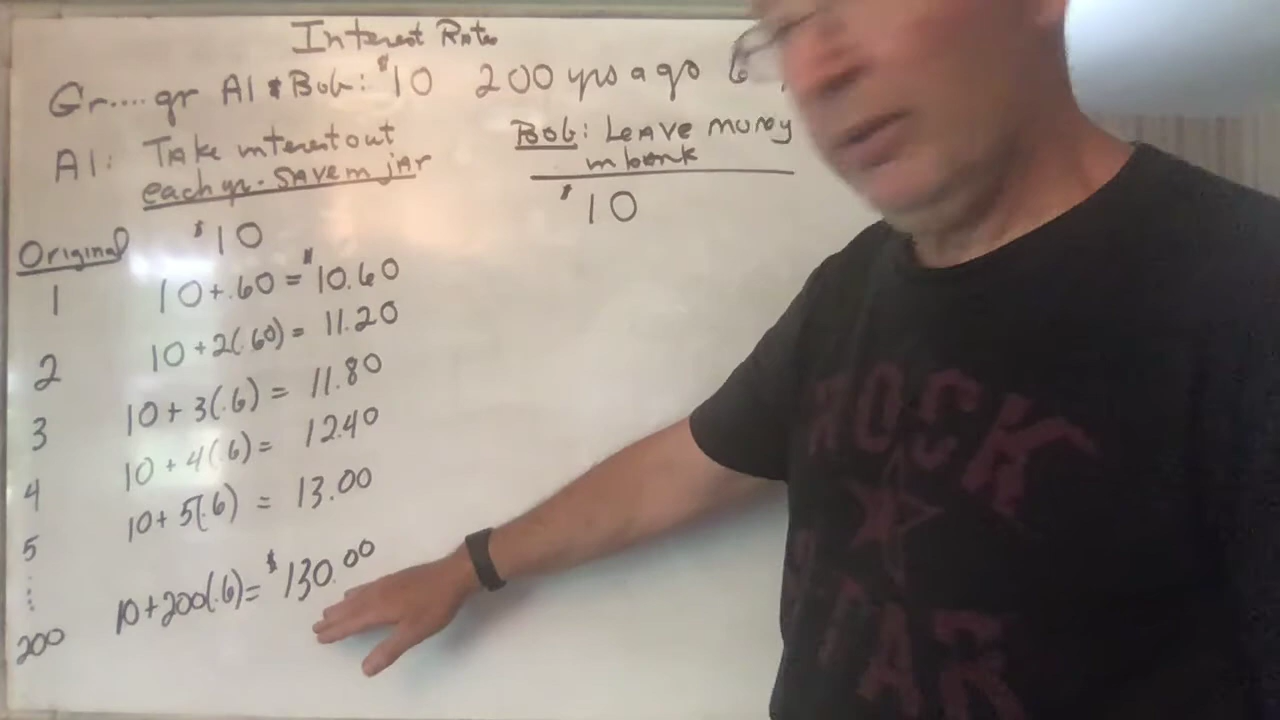 Interest Rates
Gr.... gr Al & Bob: $10 200 yrs ago 6
Al: Take interest out
each yr. Save in jar
Bob: Leave money
in bank
$10
Original $10
1 10+.60 = $10.60
2 10+2(.60) = 11.20
3 10+3(.6) = 11.80
4 10+4(.6) = 12.40
5 10+5(.6) = 13.00
200 10+200(.6) = $130.00
ROCK
STAR